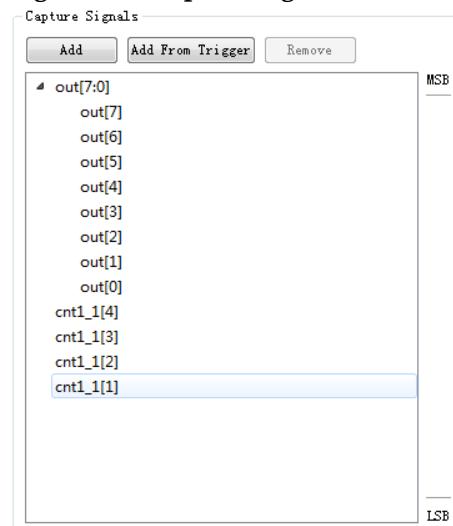 Capture Signals
Add Add From Trigger Remove
MSB
out[7:0]
out[7]
out[6]
out[5]
out[4]
out[3]
out[2]
out[1]
out[0]
cnt1_1[4]
cnt1_1[3]
cnt1_1[2]
cnt1_1[1]
LSB